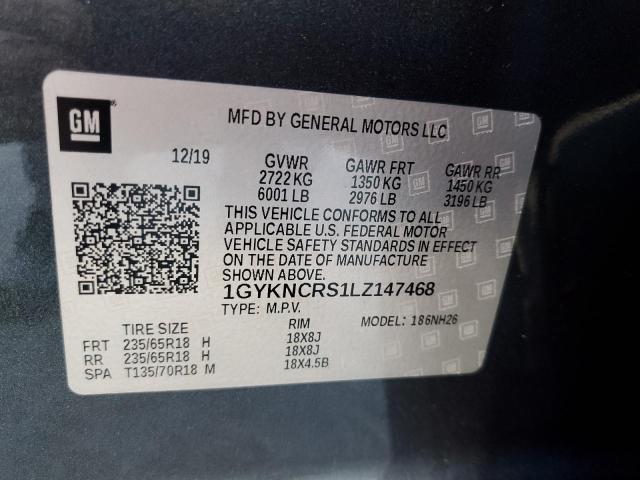 GM
MFD BY GENERAL MOTORS LLC
12/19 GVWR GAWR FRT GAWR RR
2722 KG 1350 KG 1450 KG
6001 LB 2976 LB 3196 LB
THIS VEHICLE CONFORMS TO ALL
APPLICABLE U.S. FEDERAL MOTOR
VEHICLE SAFETY STANDARDS IN EFFECT
ON THE DATE OF MANUFACTURE
SHOWN ABOVE.
1GYKNCRS1LZ147468
TYPE: M.P.V. MODEL: 186NH26
TIRE SIZE RIM
FRT 235/65R18 H 18X8J
RR 235/65R18 H 18X8J
SPA T135/70R18 M 18X4.5B